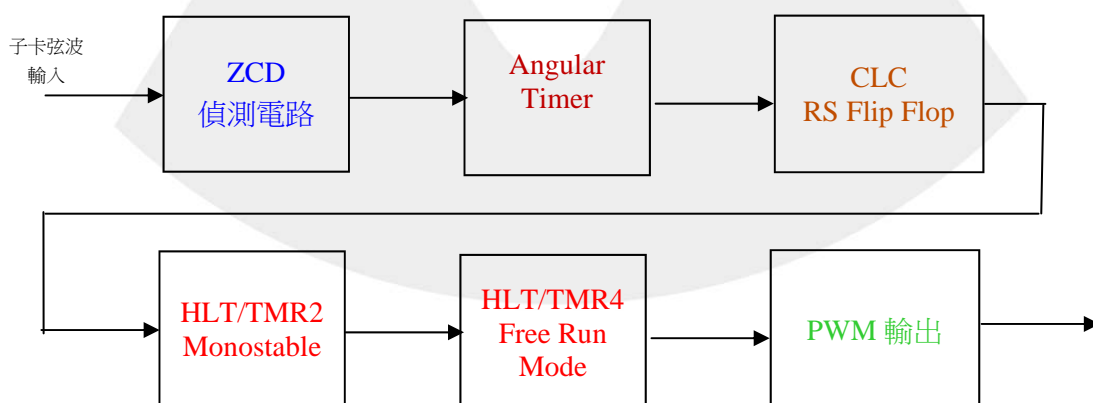 子卡弦波
輸入
ZCD
偵測電路
Angular
Timer
CLC
RS Flip Flop
HLT/TMR2
Monostable
HLT/TMR4
Free Run
Mode
PWM 輸出